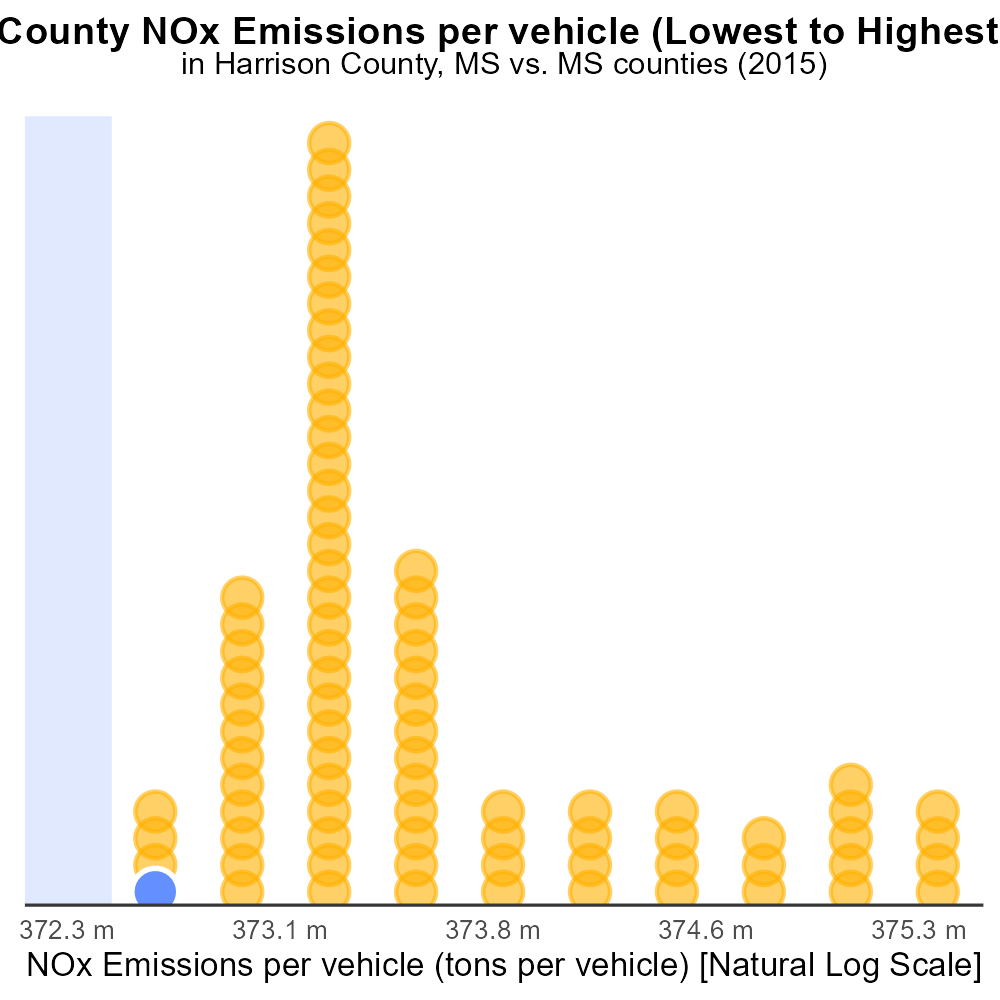 County NOx Emissions per vehicle (Lowest to Highest
in Harrison County, MS vs. MS counties (2015)
372.3 m 373.1 m 373.8 m 374.6 m 375.3 m
NOx Emissions per vehicle (tons per vehicle) [Natural Log Scale]